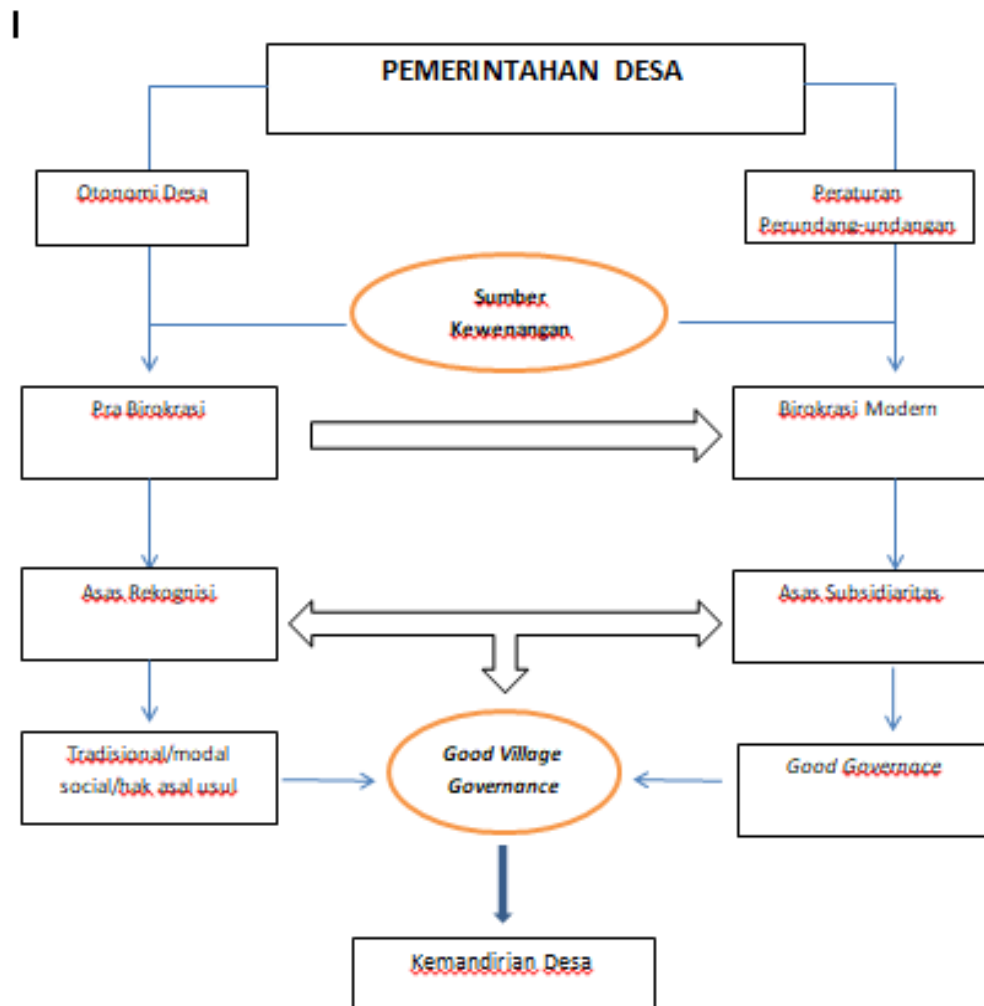 I
PEMERINTAHAN DESA
Otonomi Desa
Peraturan
Perundang-undangan
Sumber
Kewenangan
Pra Birokrasi
Birokrasi Modern
Asas Rekognisi
Asas Subsidiaritas
Tradisional/modal
social/hak asal usul
Good Village
Governance
Good Governace
Kemandirian Desa